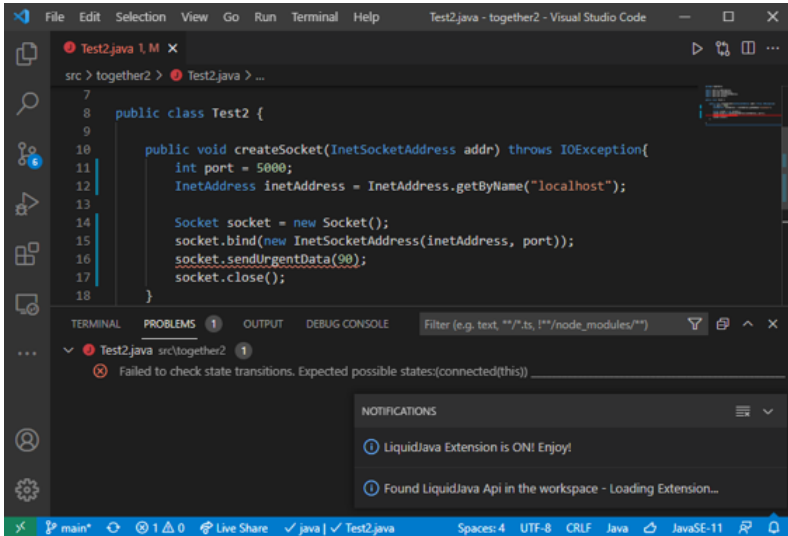 File Edit Selection View Go Run Terminal Help Test2.java - together2 - Visual Studio Code
Test2.java 1, M
src > together2 > Test2.java > ...
7
8 public class Test2 {
9
10 public void createSocket(InetSocketAddress addr) throws IOException{
11 int port = 5000;
12 InetAddress inetAddress = InetAddress.getByName("localhost");
13
14 Socket socket = new Socket();
15 socket.bind(new InetSocketAddress(inetAddress, port));
16 socket.sendUrgentData(90);
17 socket.close();
18 }
6
TERMINAL PROBLEMS 1 OUTPUT DEBUG CONSOLE Filter (e.g. text, **/*.ts, !**/node_modules/**)
Test2.java src\together2 1
Failed to check state transitions. Expected possible states:(connected(this))
NOTIFICATIONS
LiquidJava Extension is ON! Enjoy!
Found LiquidJava Api in the workspace - Loading Extension...
main* 1 0 Live Share java | Test2.java Spaces: 4 UTF-8 CRLF Java JavaSE-11